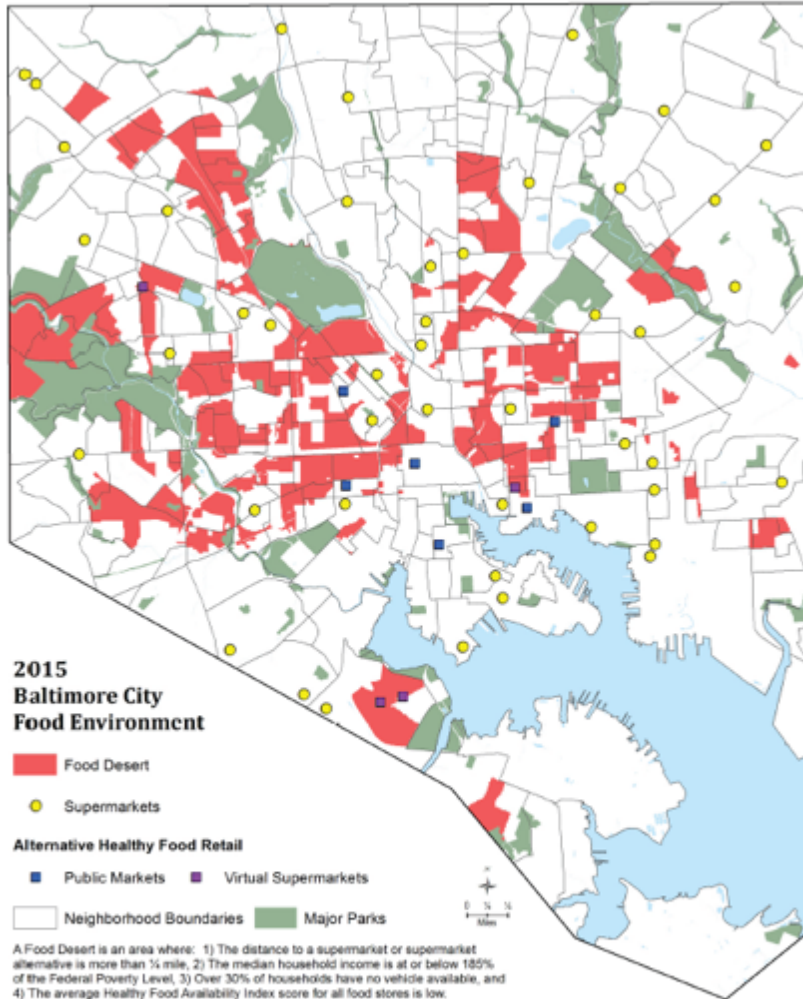 2015
Baltimore City
Food Environment
Food Desert
Supermarkets
Alternative Healthy Food Retail
Public Markets Virtual Supermarkets
Neighborhood Boundaries Major Parks
Miles
A Food Desert is an area where: 1) The distance to a supermarket or supermarket
alternative is more than ¼ mile, 2) The median household income is at or below 185%
of the Federal Poverty Level, 3) Over 30% of households have no vehicle available, and
4) The average Healthy Food Availability Index score for all food stores is low.